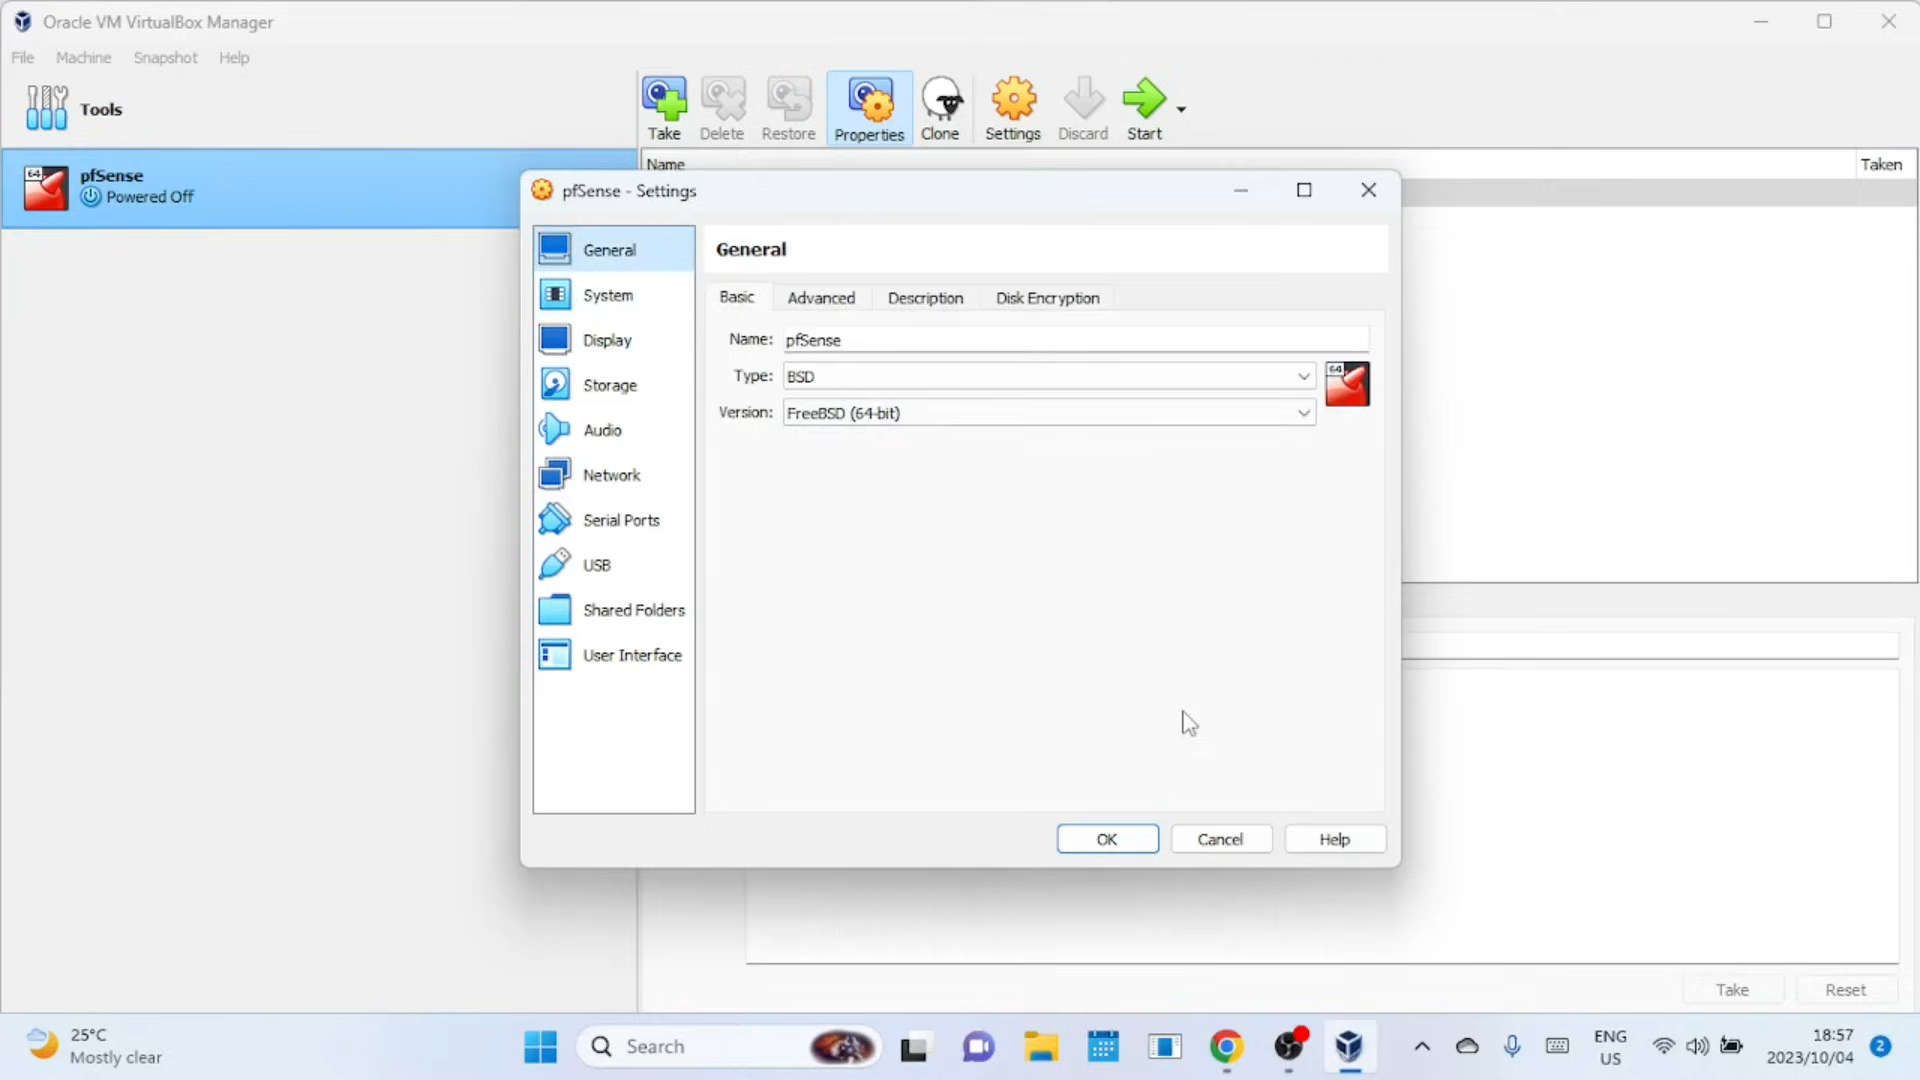 Oracle VM VirtualBox Manager
File Machine Snapshot Help
Tools
Take Delete Restore Properties Clone Settings Discard Start
Name Taken
64 pfSense
Powered Off
pfSense - Settings
General
System
Display
Storage
Audio
Network
Serial Ports
USB
Shared Folders
User Interface
General
Basic Advanced Description Disk Encryption
Name: pfSense
Type: BSD
64
Version: FreeBSD (64-bit)
OK Cancel Help
Take Reset
25°C
Mostly clear
Search
ENG
US
18:57
2023/10/04
2